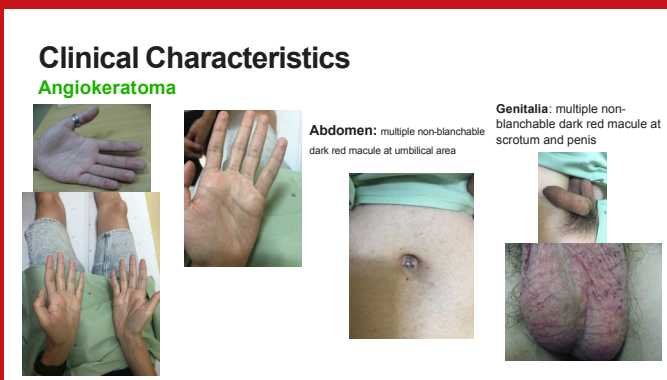 Clinical Characteristics
Angiokeratoma
Abdomen: multiple non-blanchable
dark red macule at umbilical area
Genitalia: multiple non-
blanchable dark red macule at
scrotum and penis